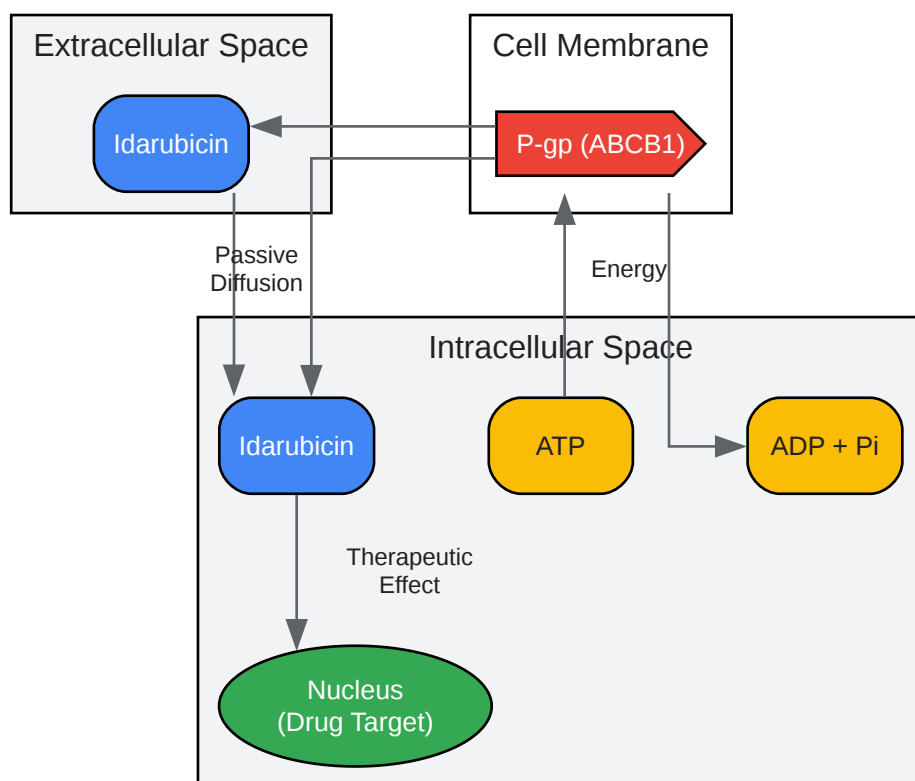 Extracellular Space
Cell Membrane
Idarubicin
P-gp (ABCB1)
Passive
Diffusion
Energy
Intracellular Space
Idarubicin
ATP
ADP + Pi
Therapeutic
Effect
Nucleus
(Drug Target)